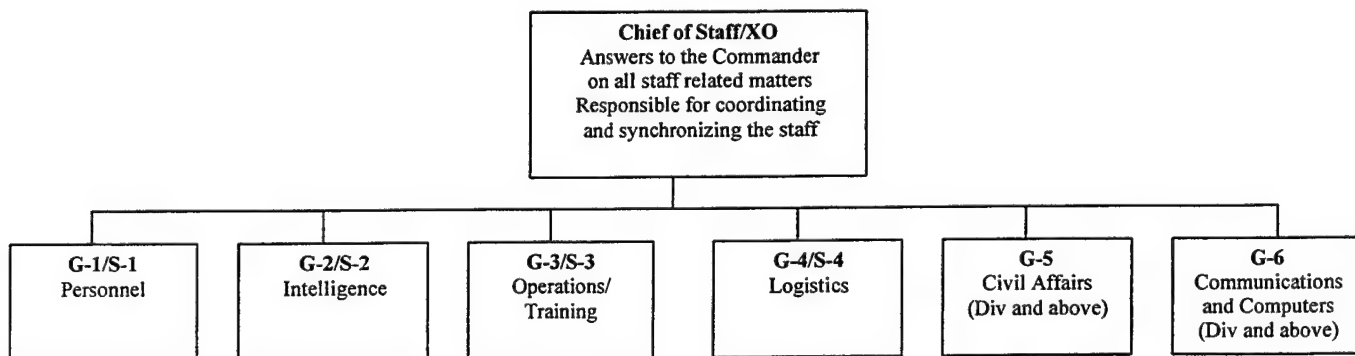 Chief of Staff/XO
Answers to the Commander
on all staff related matters
Responsible for coordinating
and synchronizing the staff
G-1/S-1
Personnel
G-2/S-2
Intelligence
G-3/S-3
Operations/
Training
G-4/S-4
Logistics
G-5
Civil Affairs
(Div and above)
G-6
Communications
and Computers
(Div and above)